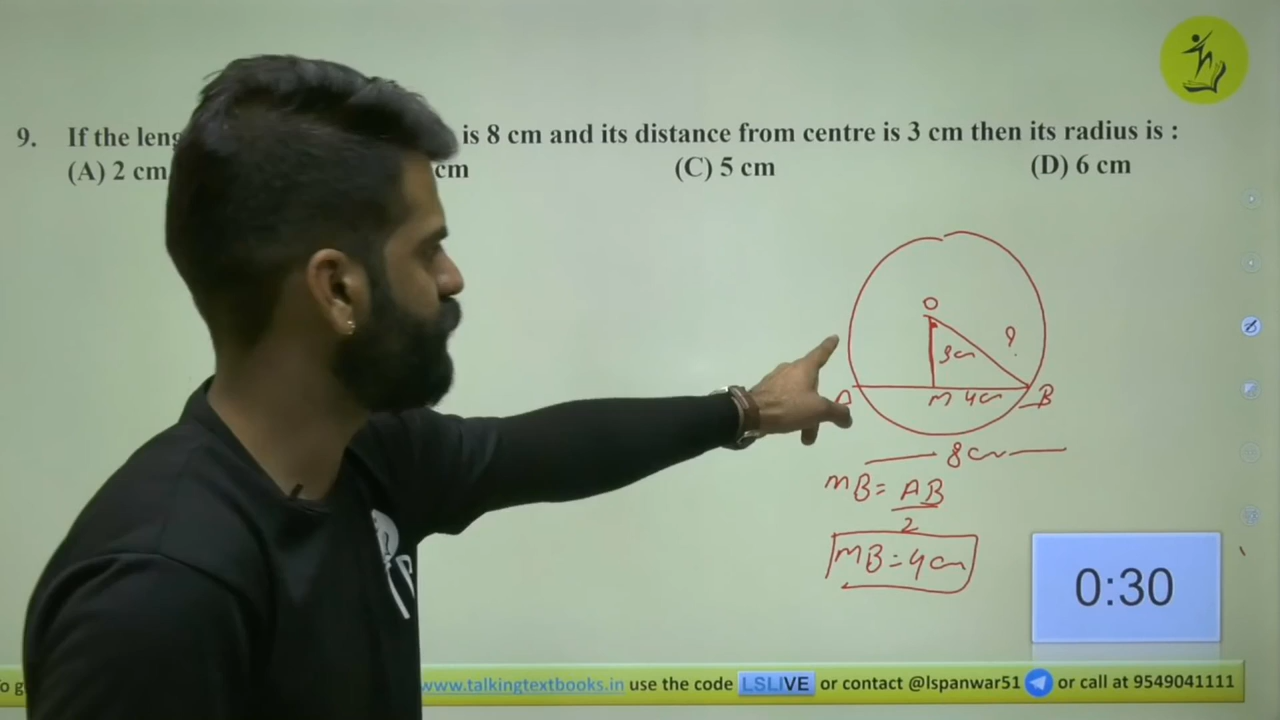 9. If the leng is 8 cm and its distance from centre is 3 cm then its radius is :
(A) 2 cm cm (C) 5 cm (D) 6 cm
O
3cm ?
A M 4cm B
8cm
MB = AB
2
MB = 4cm
0:30
www.talkingtextbooks.in use the code LSLIVE or contact @lspanwar51 or call at 9549041111